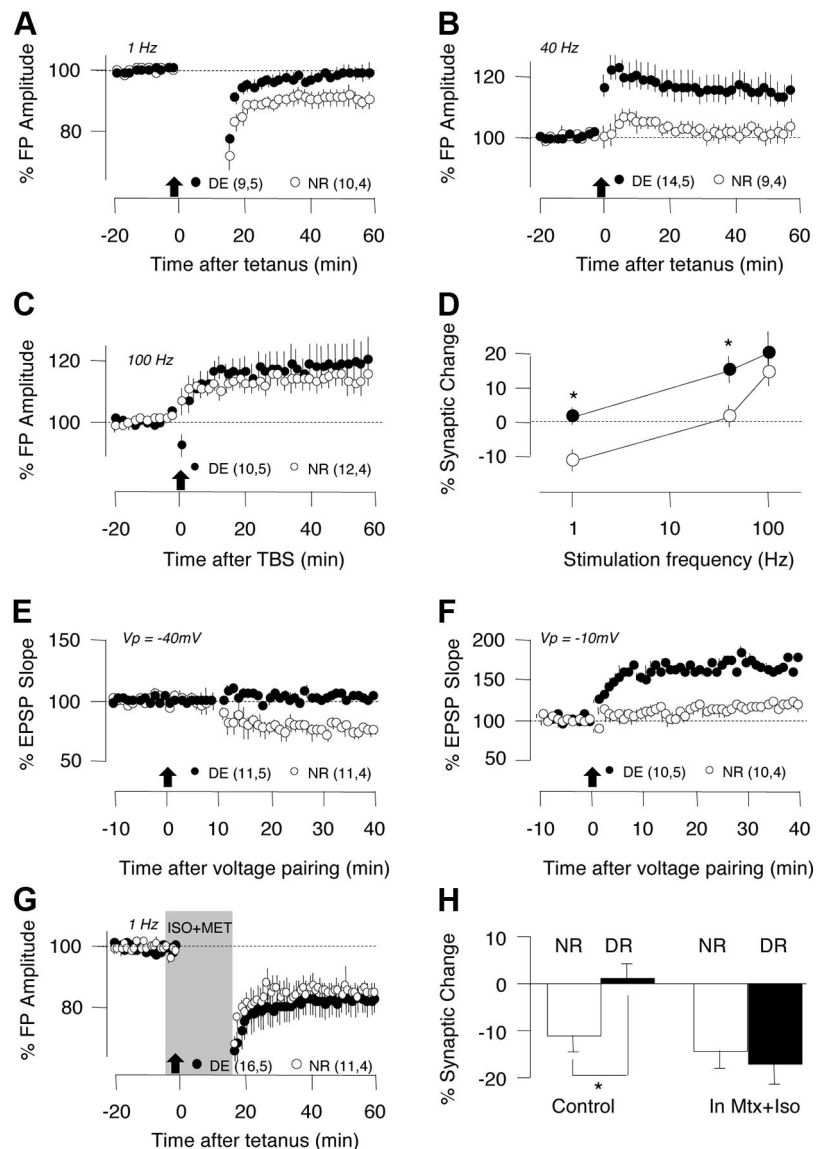 A
1 Hz
% FP Amplitude
100
80
DE (9,5) NR (10,4)
-20 0 20 40 60
Time after tetanus (min)
B
40 Hz
% FP Amplitude
120
100
DE (14,5) NR (9,4)
-20 0 20 40 60
Time after tetanus (min)
C
100 Hz
% FP Amplitude
120
100
DE (10,5) NR (12,4)
-20 0 20 40 60
Time after TBS (min)
D
% Synaptic Change
20
10
0
-10
*
*
1 10 100
Stimulation frequency (Hz)
E
Vp = -40mV
% EPSP Slope
150
100
50
DE (11,5) NR (11,4)
-10 0 10 20 30 40
Time after voltage pairing (min)
F
Vp = -10mV
% EPSP Slope
200
150
100
50
DE (10,5) NR (10,4)
-10 0 10 20 30 40
Time after voltage pairing (min)
G
1 Hz
ISO+MET
% FP Amplitude
100
80
DE (16,5) NR (11,4)
-20 0 20 40 60
Time after tetanus (min)
H
% Synaptic Change
10
0
-10
-20
NR DR NR DR
*
Control In Mtx+Iso